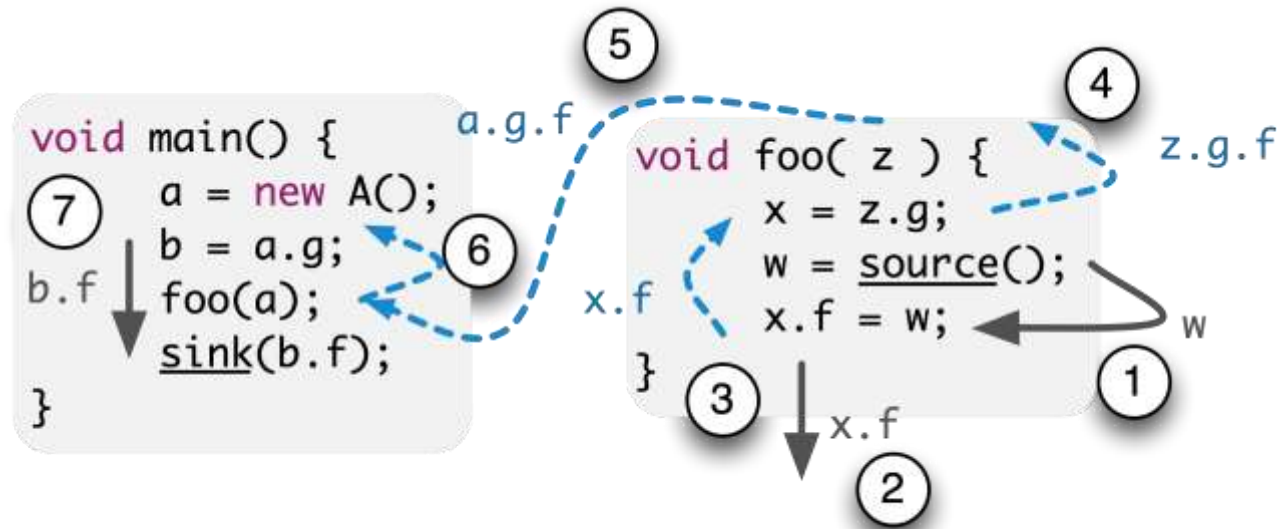 5
4
a.g.f
void main() {
z.g.f
void foo( z ) {
7
a = new A();
x = z.g;
b = a.g;
6
w = source();
b.f
foo(a);
x.f
x.f = w;
w
sink(b.f);
}
3
1
}
x.f
2